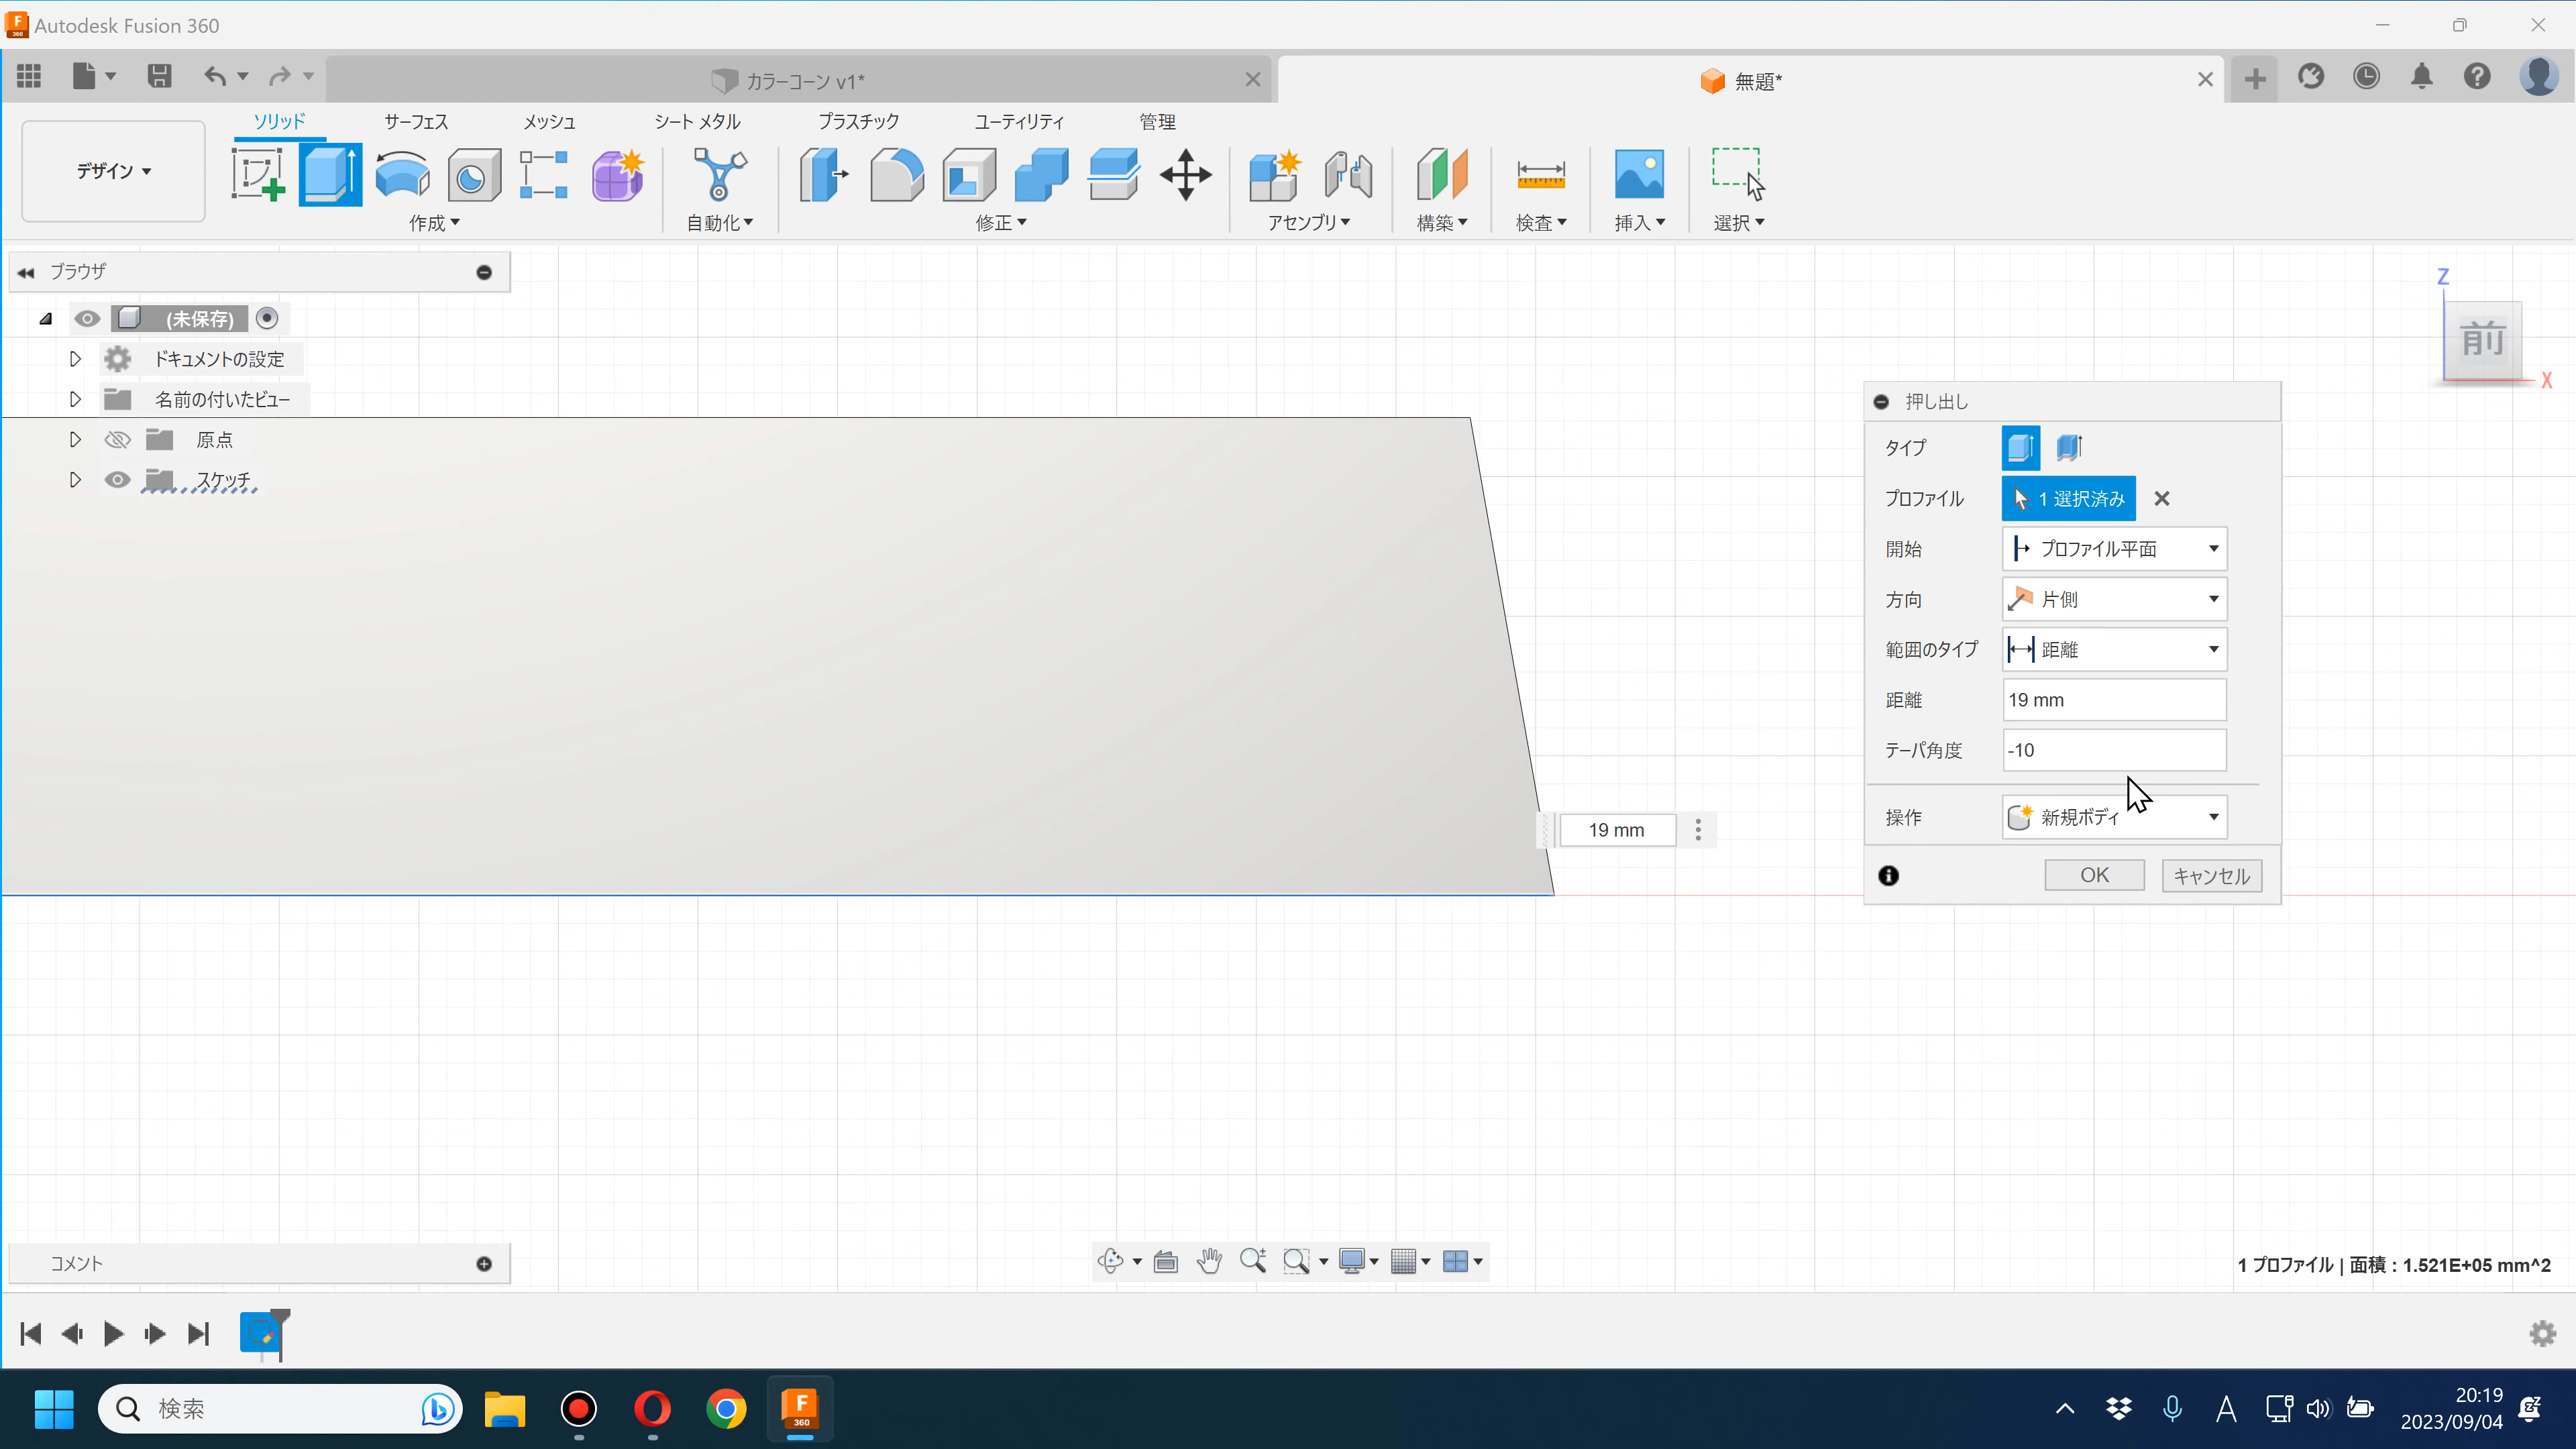 Autodesk Fusion 360
カラーコーン v1*
無題*
ソリッド サーフェス メッシュ シート メタル プラスチック ユーティリティ 管理
デザイン
作成 自動化 修正 アセンブリ 構築 検査 挿入 選択
ブラウザ
(未保存)
ドキュメントの設定
名前の付いたビュー
原点
スケッチ
Z
前
X
押し出し
タイプ
プロファイル 1 選択済み
開始 プロファイル平面
方向 片側
範囲のタイプ 距離
距離 19 mm
テーパ角度 -10
操作 新規ボディ
OK キャンセル
19 mm
コメント
1 プロファイル | 面積 : 1.521E+05 mm^2
検索
F
360
A
20:19
2023/09/04